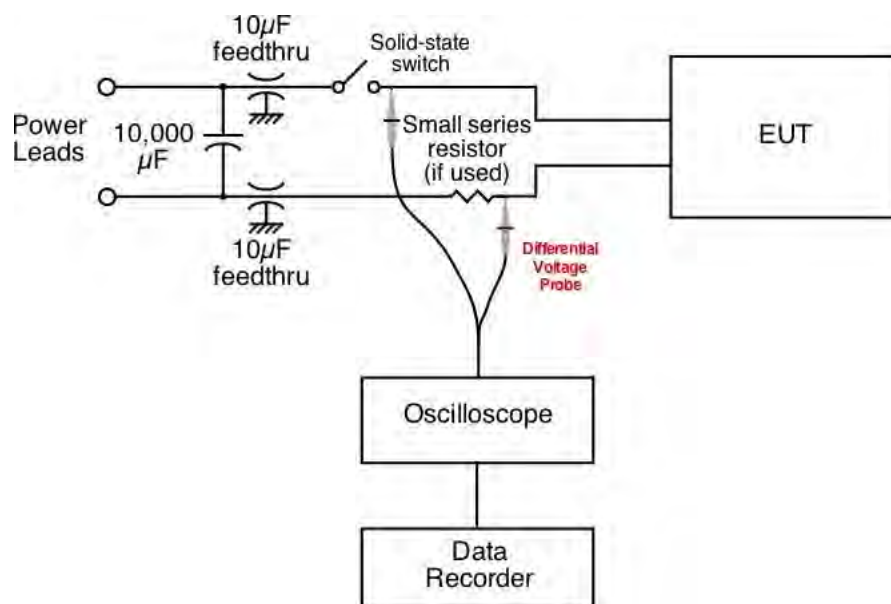 10µF
feedthru
Solid-state
switch
Power
Leads
10,000
µF
Small series
resistor
(if used)
EUT
10µF
feedthru
Differential
Voltage
Probe
Oscilloscope
Data
Recorder